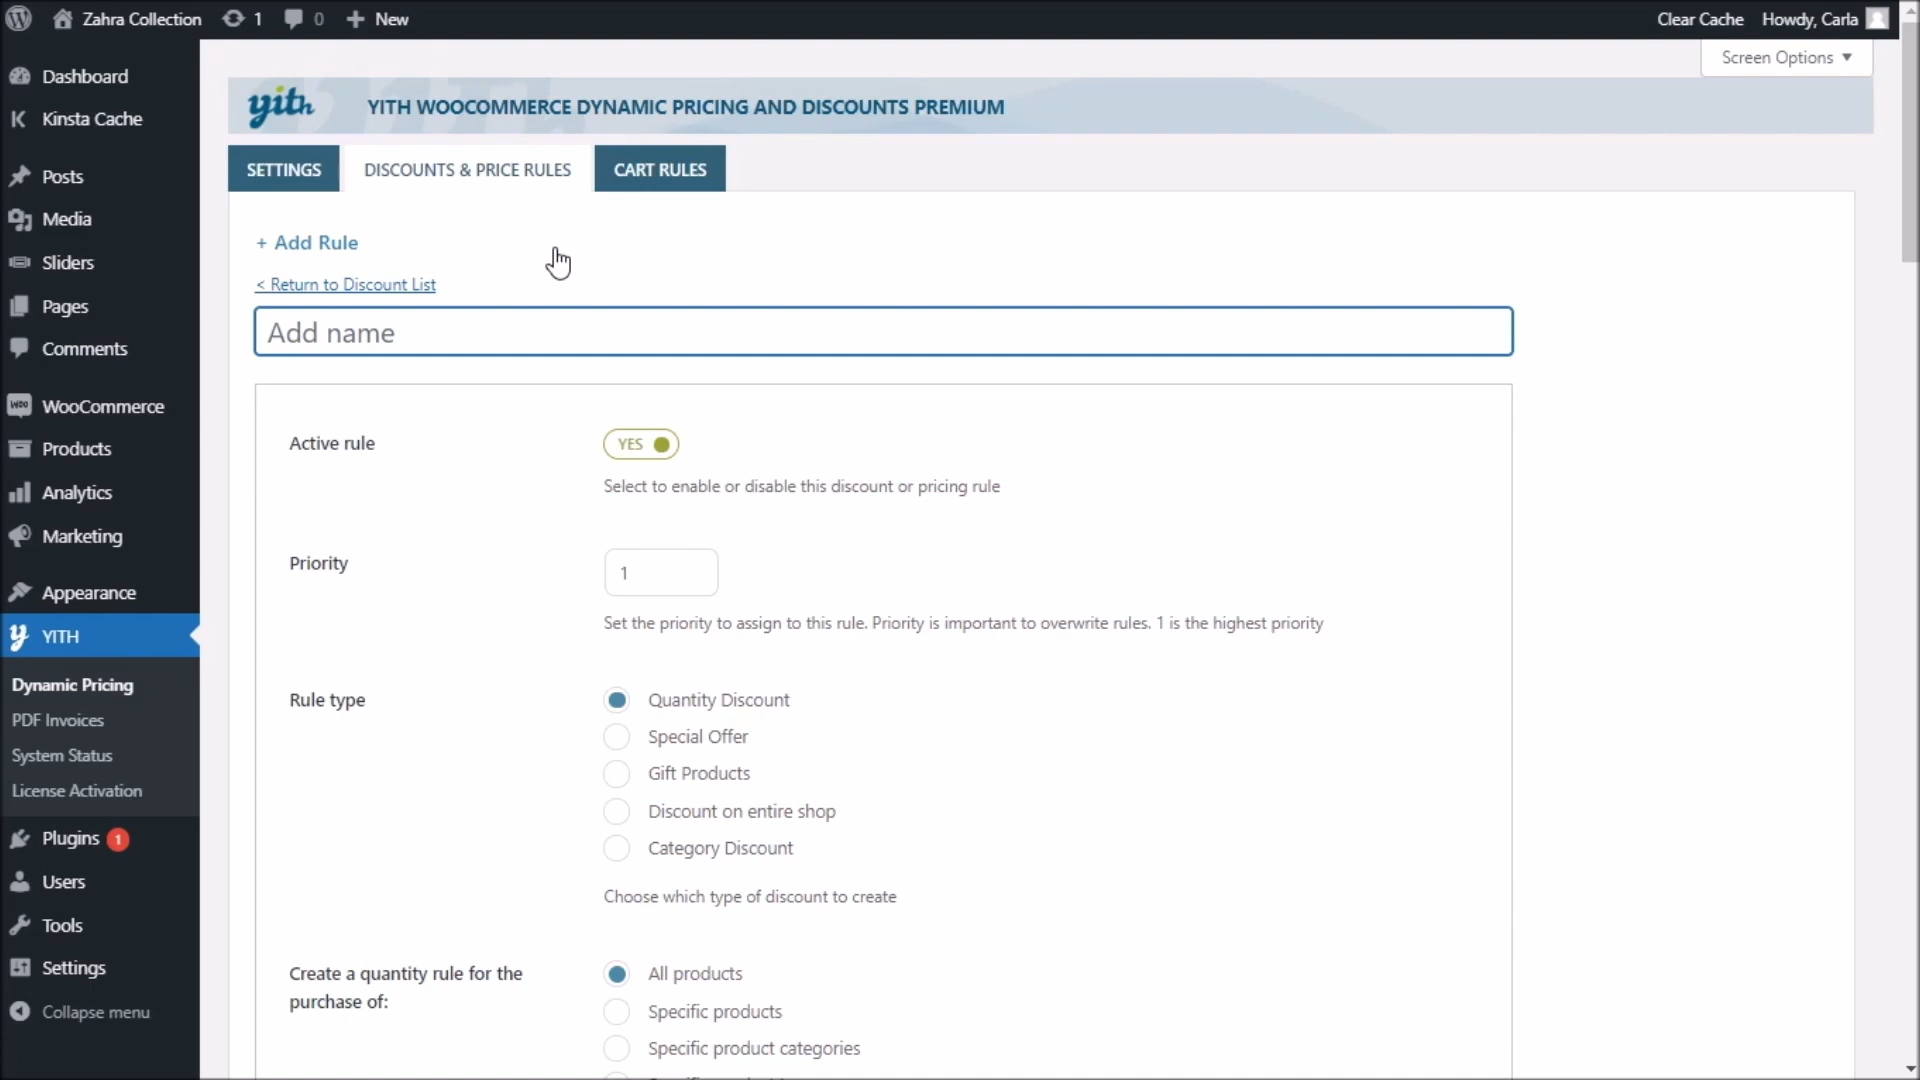 Zahra Collection 1 0 + New Clear Cache Howdy, Carla
Screen Options
Dashboard
Kinsta Cache
Posts
Media
Sliders
Pages
Comments
WooCommerce
Products
Analytics
Marketing
Appearance
YITH
Dynamic Pricing
PDF Invoices
System Status
License Activation
Plugins 1
Users
Tools
Settings
Collapse menu
yith YITH WOOCOMMERCE DYNAMIC PRICING AND DISCOUNTS PREMIUM
SETTINGS DISCOUNTS & PRICE RULES CART RULES
+ Add Rule
< Return to Discount List
Add name
Active rule YES
Select to enable or disable this discount or pricing rule
Priority 1
Set the priority to assign to this rule. Priority is important to overwrite rules. 1 is the highest priority
Rule type Quantity Discount
Special Offer
Gift Products
Discount on entire shop
Category Discount
Choose which type of discount to create
Create a quantity rule for the
purchase of:
All products
Specific products
Specific product categories